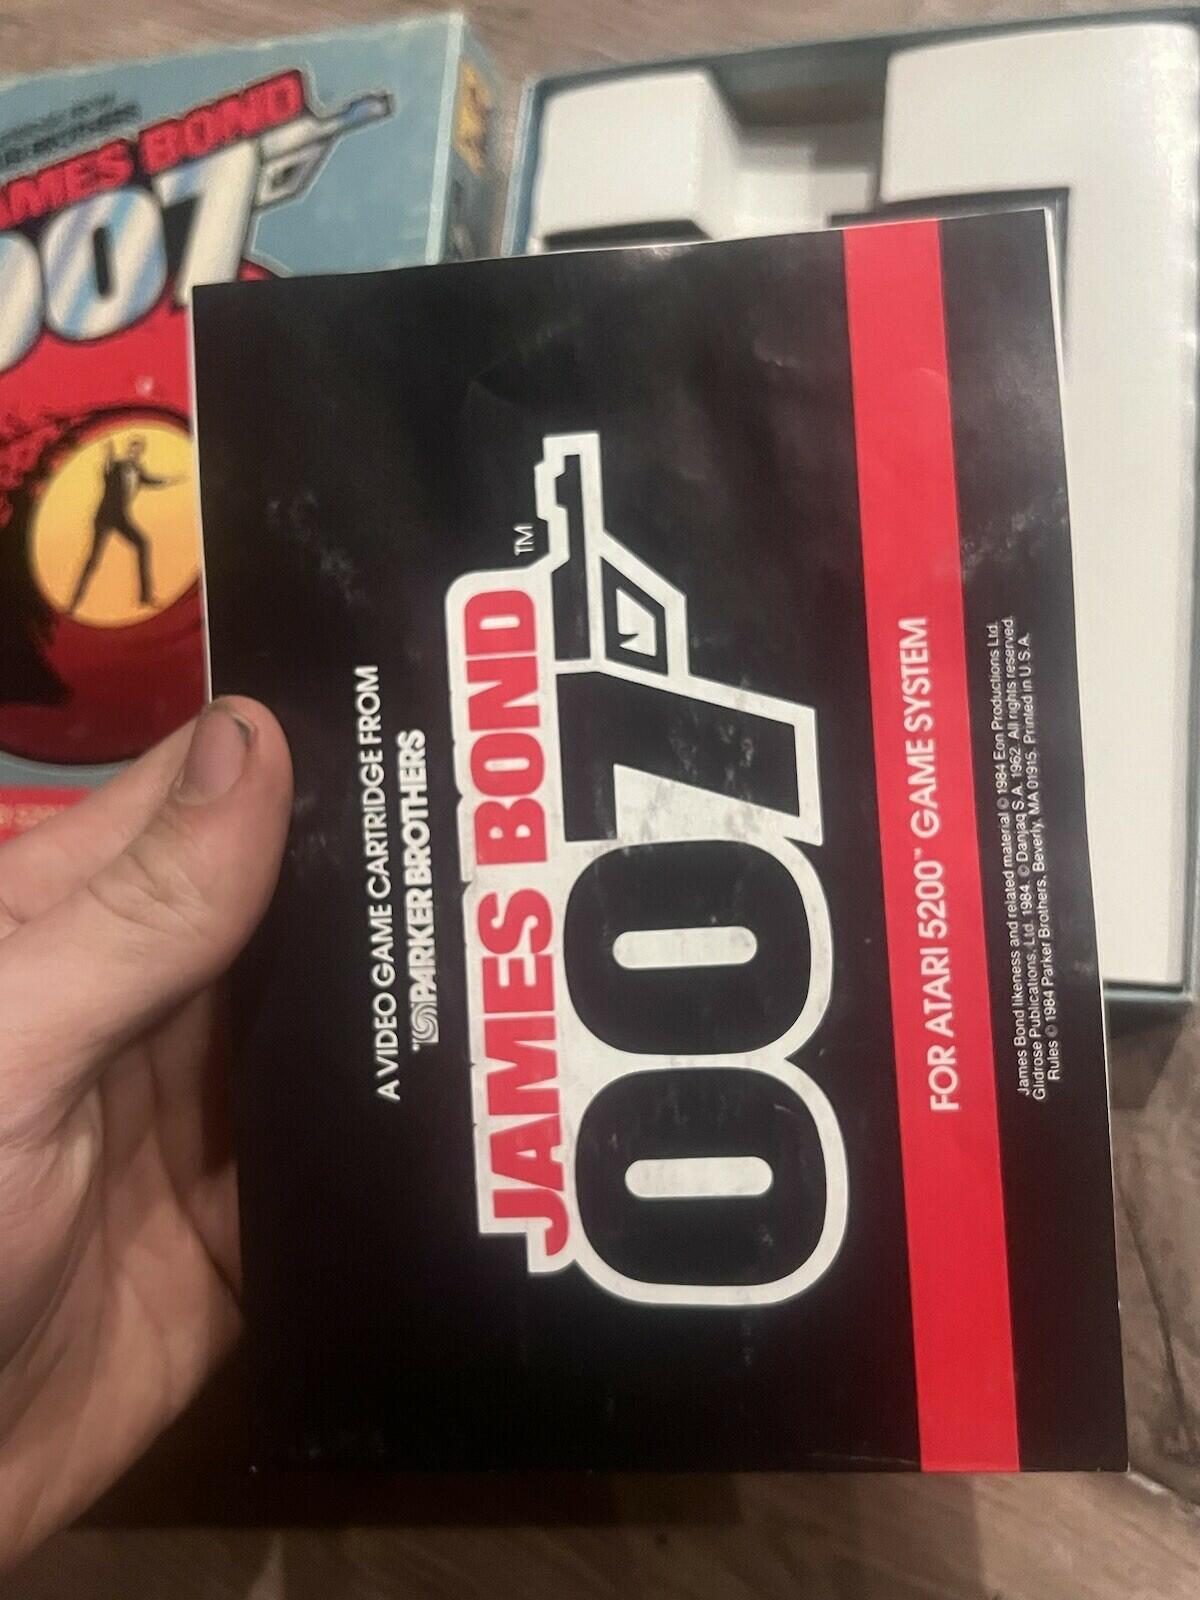 JAMES BOND
007
A VIDEO GAME CARTRIDGE FROM
PARKER BROTHERS
JAMES BOND™
007
FOR ATARI 5200™ GAME SYSTEM
James Bond likeness and related material © 1984 Eon Productions Ltd.
Glidrose Publications, Ltd. 1984. © Danjaq S.A. 1962. All rights reserved.
Rules © 1984 Parker Brothers, Beverly, MA 01915. Printed in U.S.A.